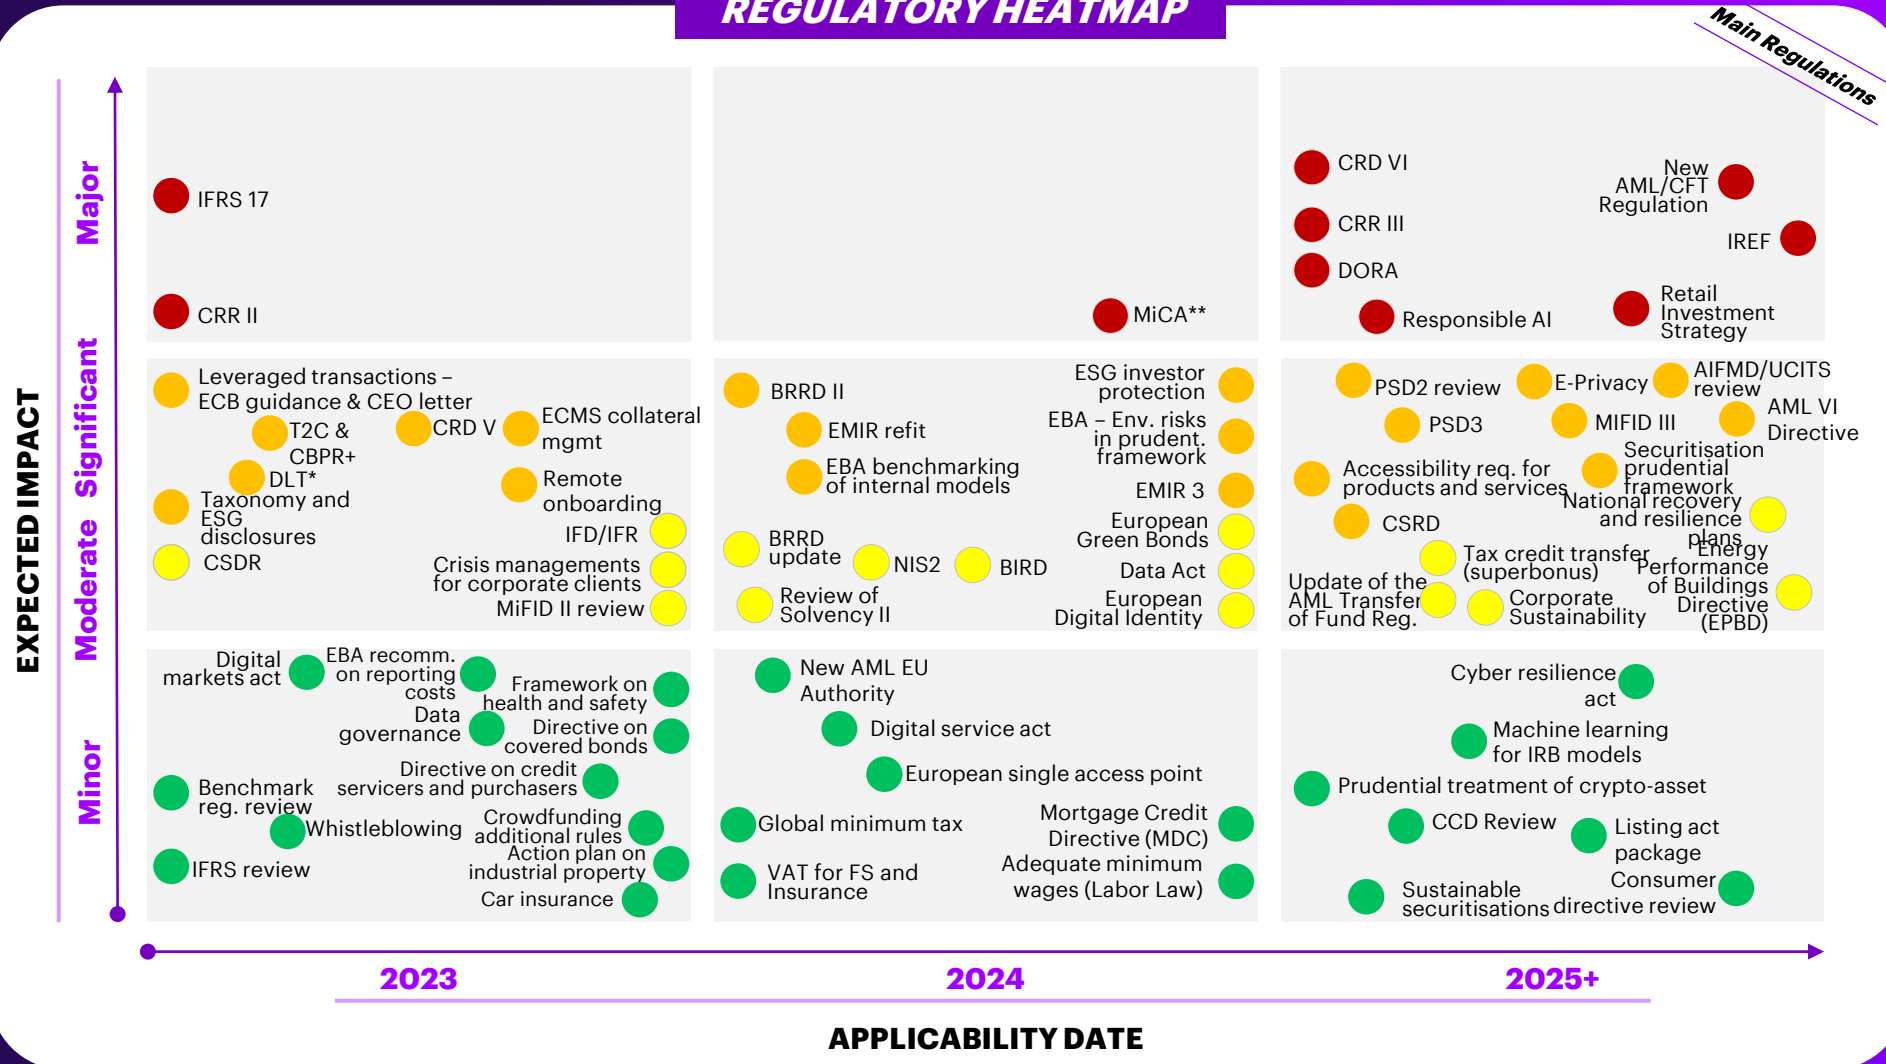 REGULATORY HEATMAP
Main Regulations
EXPECTED IMPACT
Major
Significant
Moderate
Minor
IFRS 17
CRR II
MiCA**
CRD VI
CRR III
DORA
Responsible AI
New
AML/CFT
Regulation
IREF
Retail
Investment
Strategy
Leveraged transactions –
ECB guidance & CEO letter
T2C &
CBPR+
CRD V
ECMS collateral
mgmt
DLT*
Remote
onboarding
Taxonomy and
ESG
disclosures
IFD/IFR
CSDR
Crisis managements
for corporate clients
MiFID II review
BRRD II
ESG investor
protection
EMIR refit
EBA – Env. risks
in prudent.
framework
EBA benchmarking
of internal models
EMIR 3
European
Green Bonds
BRRD
update
NIS2
BIRD
Data Act
Review of
Solvency II
European
Digital Identity
PSD2 review
E-Privacy
AIFMD/UCITS
review
PSD3
MIFID III
AML VI
Directive
Accessibility req. for
products and services
Securitisation
prudential
framework
CSRD
National recovery
and resilience
plans
Tax credit transfer
(superbonus)
Energy
Performance
of Buildings
Directive
(EPBD)
Update of the
AML Transfer
of Fund Reg.
Corporate
Sustainability
Digital
markets act
EBA recomm.
on reporting
costs
Framework on
health and safety
Data
governance
Directive on
covered bonds
Directive on credit
servicers and purchasers
Benchmark
reg. review
Whistleblowing
Crowdfunding
additional rules
IFRS review
Action plan on
industrial property
Car insurance
New AML EU
Authority
Digital service act
European single access point
Global minimum tax
Mortgage Credit
Directive (MDC)
VAT for FS and
Insurance
Adequate minimum
wages (Labor Law)
Cyber resilience
act
Machine learning
for IRB models
Prudential treatment of crypto-asset
CCD Review
Listing act
package
Sustainable
securitisations
Consumer
directive review
2023
2024
2025+
APPLICABILITY DATE